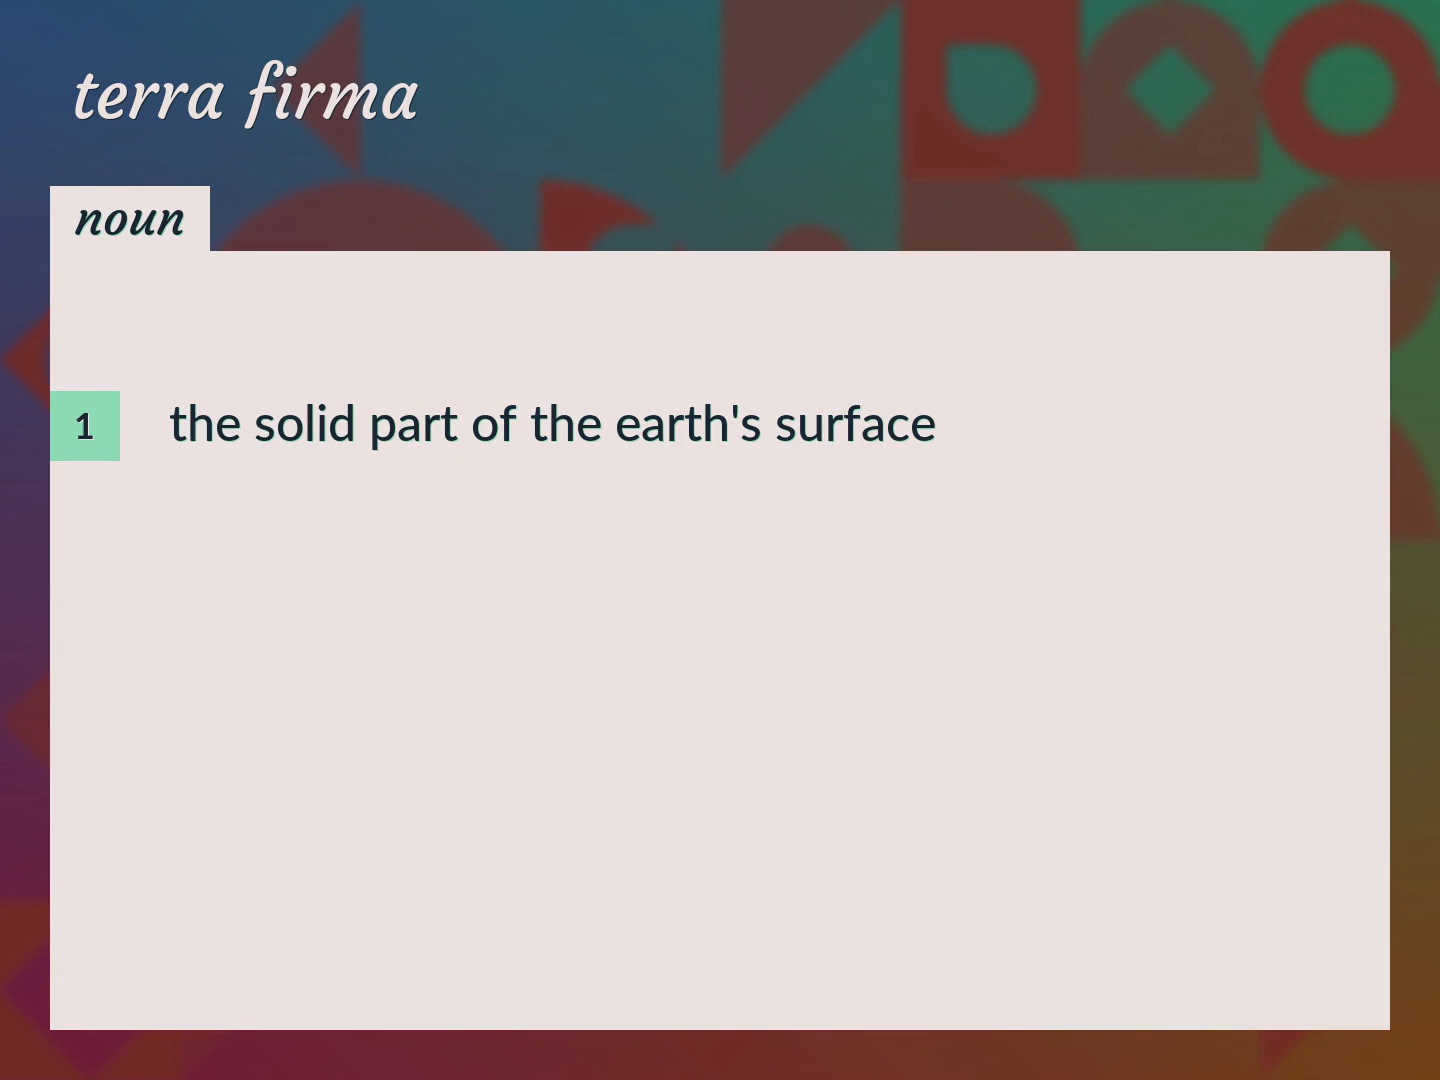 terra firma
noun
1 the solid part of the earth's surface